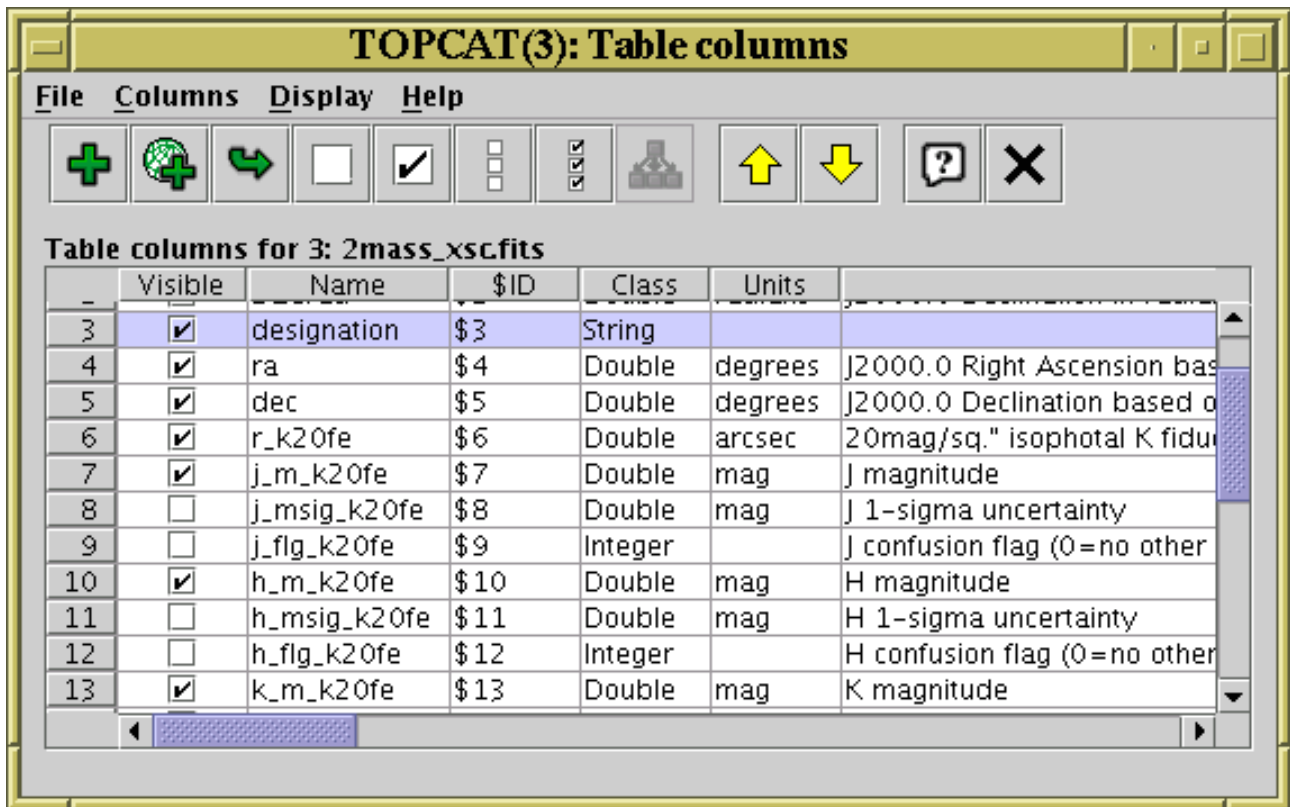 TOPCAT(3): Table columns
File Columns Display Help
Table columns for 3: 2mass_xsc.fits
Visible Name $ID Class Units
3 designation $3 String
4 ra $4 Double degrees J2000.0 Right Ascension bas
5 dec $5 Double degrees J2000.0 Declination based o
6 r_k20fe $6 Double arcsec 20mag/sq." isophotal K fidu
7 j_m_k20fe $7 Double mag J magnitude
8 j_msig_k20fe $8 Double mag J 1-sigma uncertainty
9 j_flg_k20fe $9 Integer J confusion flag (0=no other
10 h_m_k20fe $10 Double mag H magnitude
11 h_msig_k20fe $11 Double mag H 1-sigma uncertainty
12 h_flg_k20fe $12 Integer H confusion flag (0=no other
13 k_m_k20fe $13 Double mag K magnitude